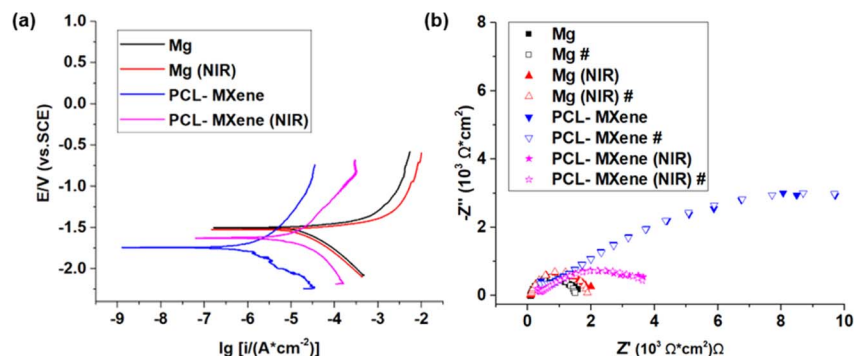 (a)
Mg
Mg (NIR)
PCL- MXene
PCL- MXene (NIR)
1.0
0.5
0.0
-0.5
-1.0
-1.5
-2.0
E/V (vs.SCE)
-9 -8 -7 -6 -5 -4 -3 -2 -1
lg [i/(A*cm-2)]
(b)
Mg
Mg #
Mg (NIR)
Mg (NIR) #
PCL- MXene
PCL- MXene #
PCL- MXene (NIR)
PCL- MXene (NIR) #
-8
6
3
0
-Z'' (10³ Ω*cm²)
0 2 4 6 8 10
Z' (10³ Ω*cm²)Ω